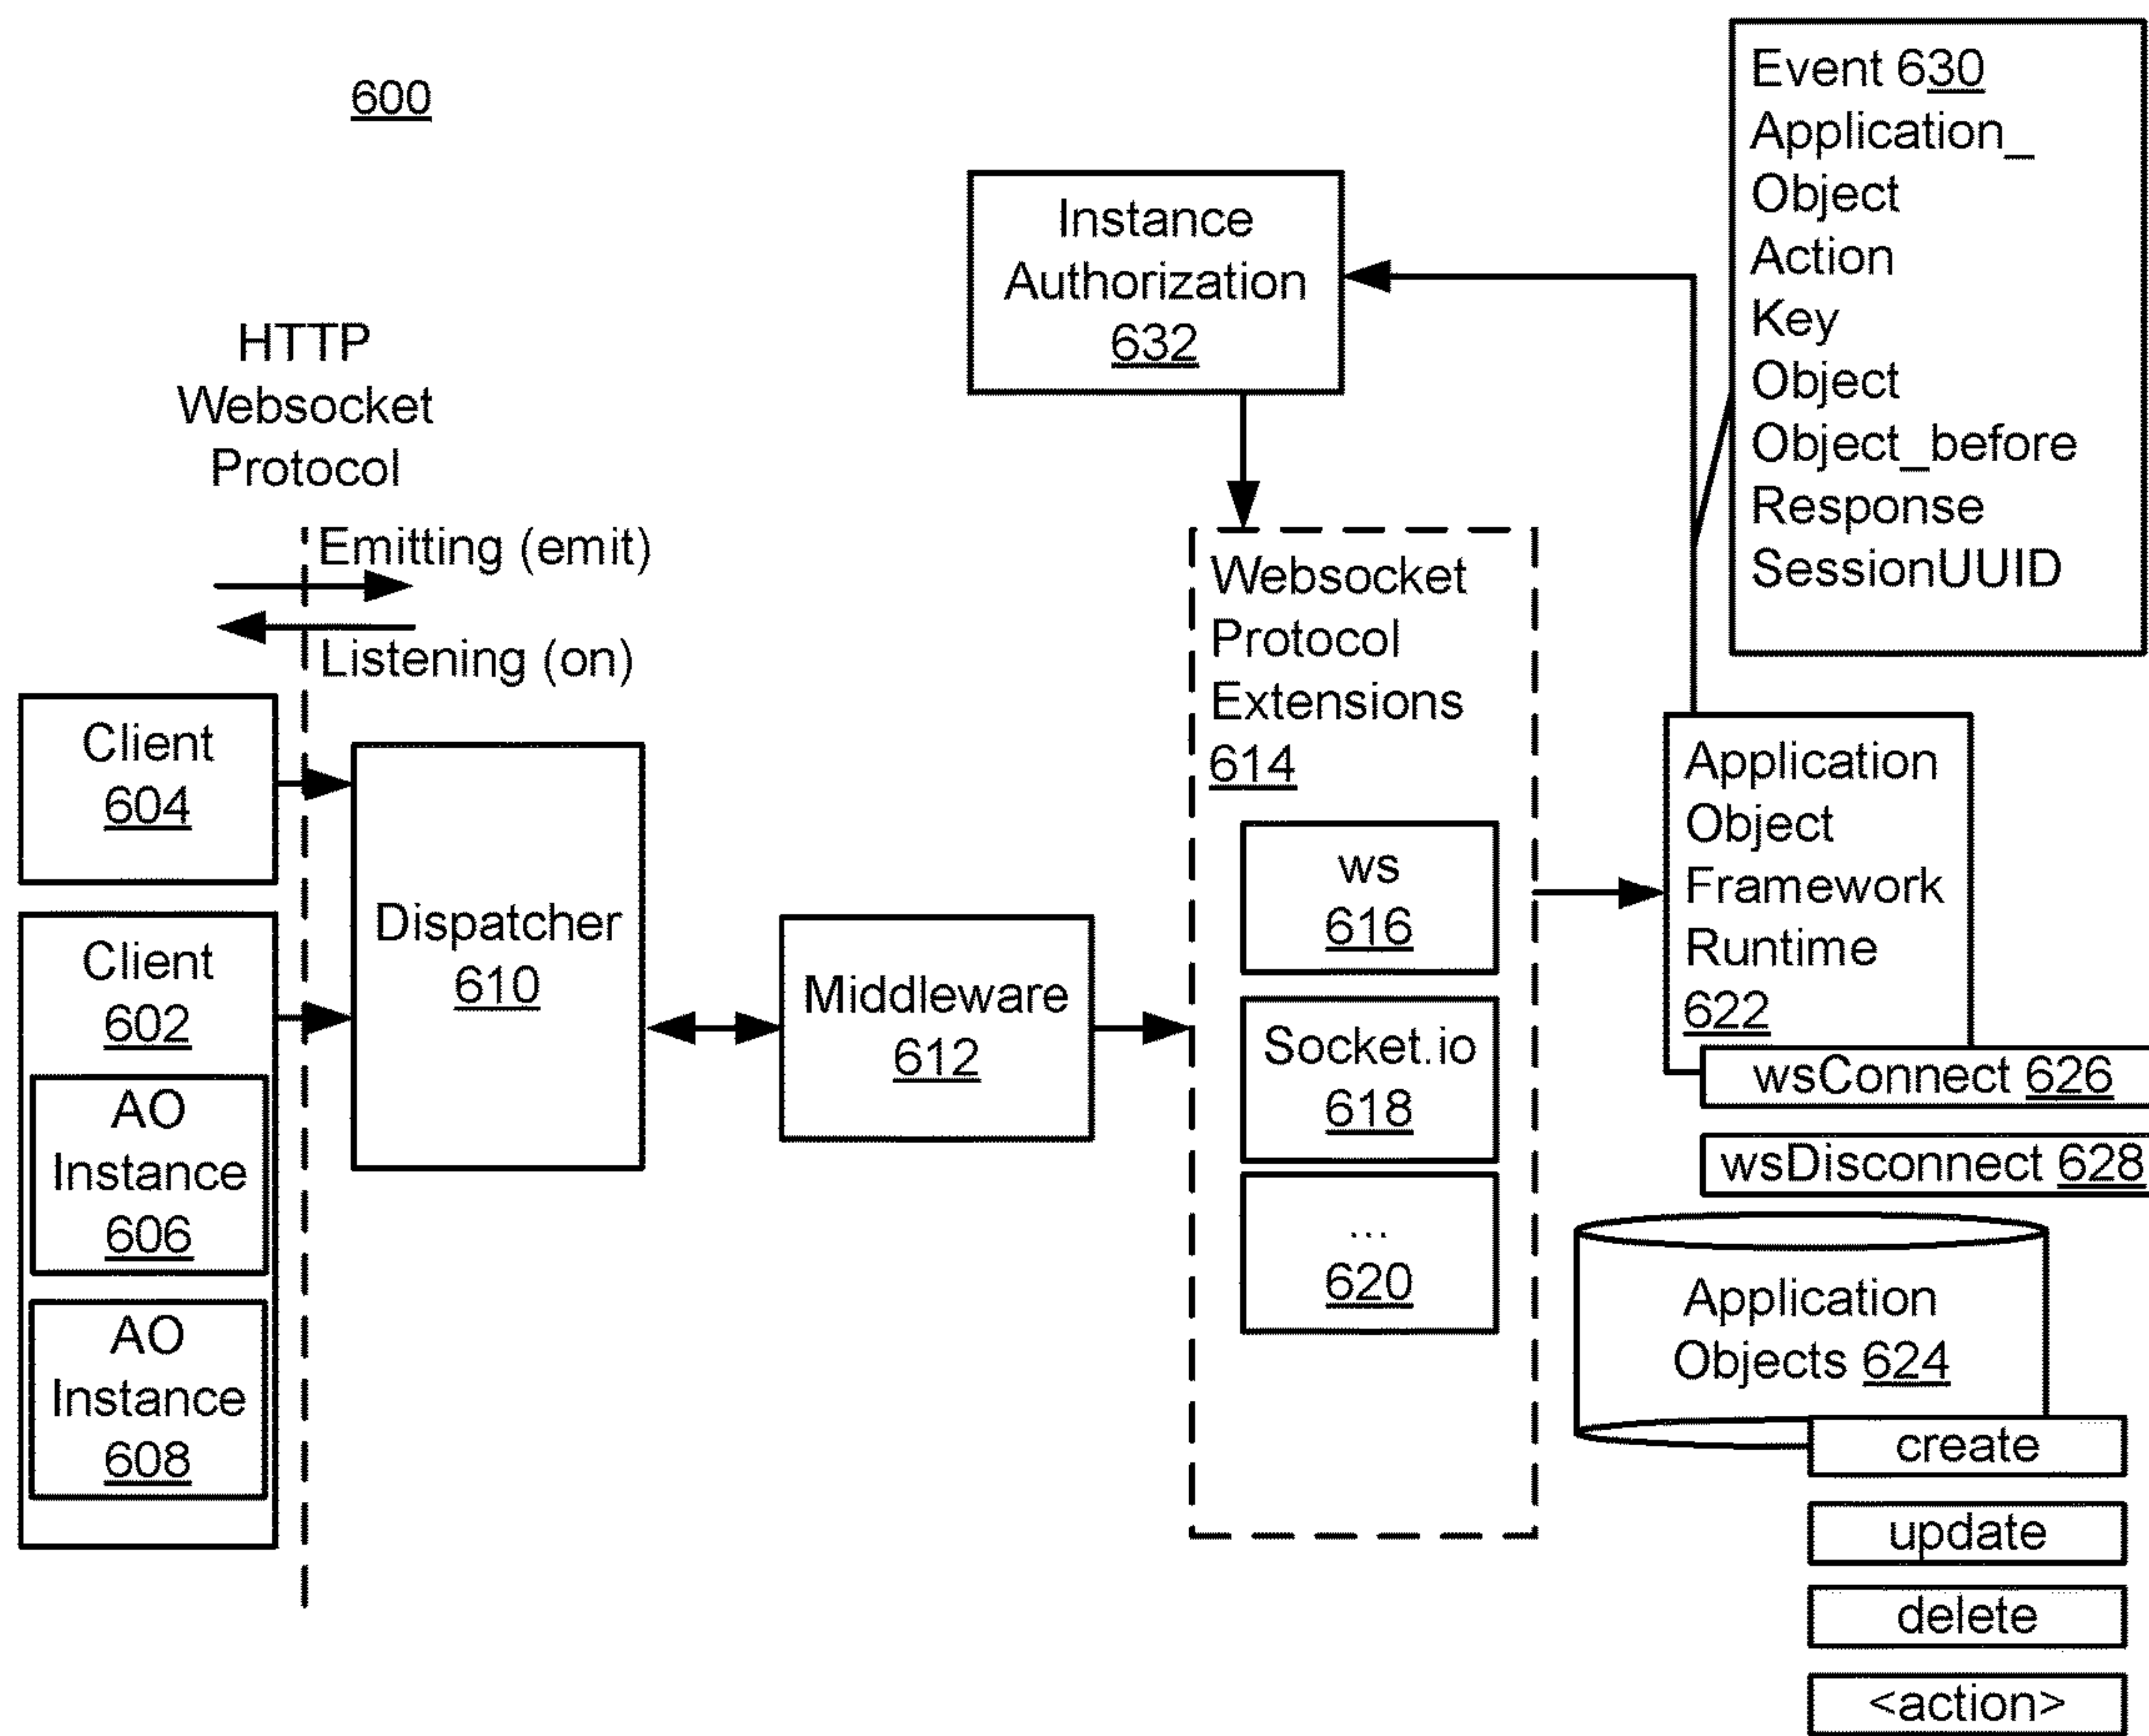 600
HTTP
Websocket
Protocol
Emitting (emit)
Listening (on)
Client
604
Client
602
AO
Instance
606
AO
Instance
608
Dispatcher
610
Middleware
612
Instance
Authorization
632
Websocket
Protocol
Extensions
614
ws
616
Socket.io
618
...
620
Event 630
Application_
Object
Action
Key
Object
Object_before
Response
SessionUUID
Application
Object
Framework
Runtime
622
wsConnect 626
wsDisconnect 628
Application
Objects 624
create
update
delete
<action>